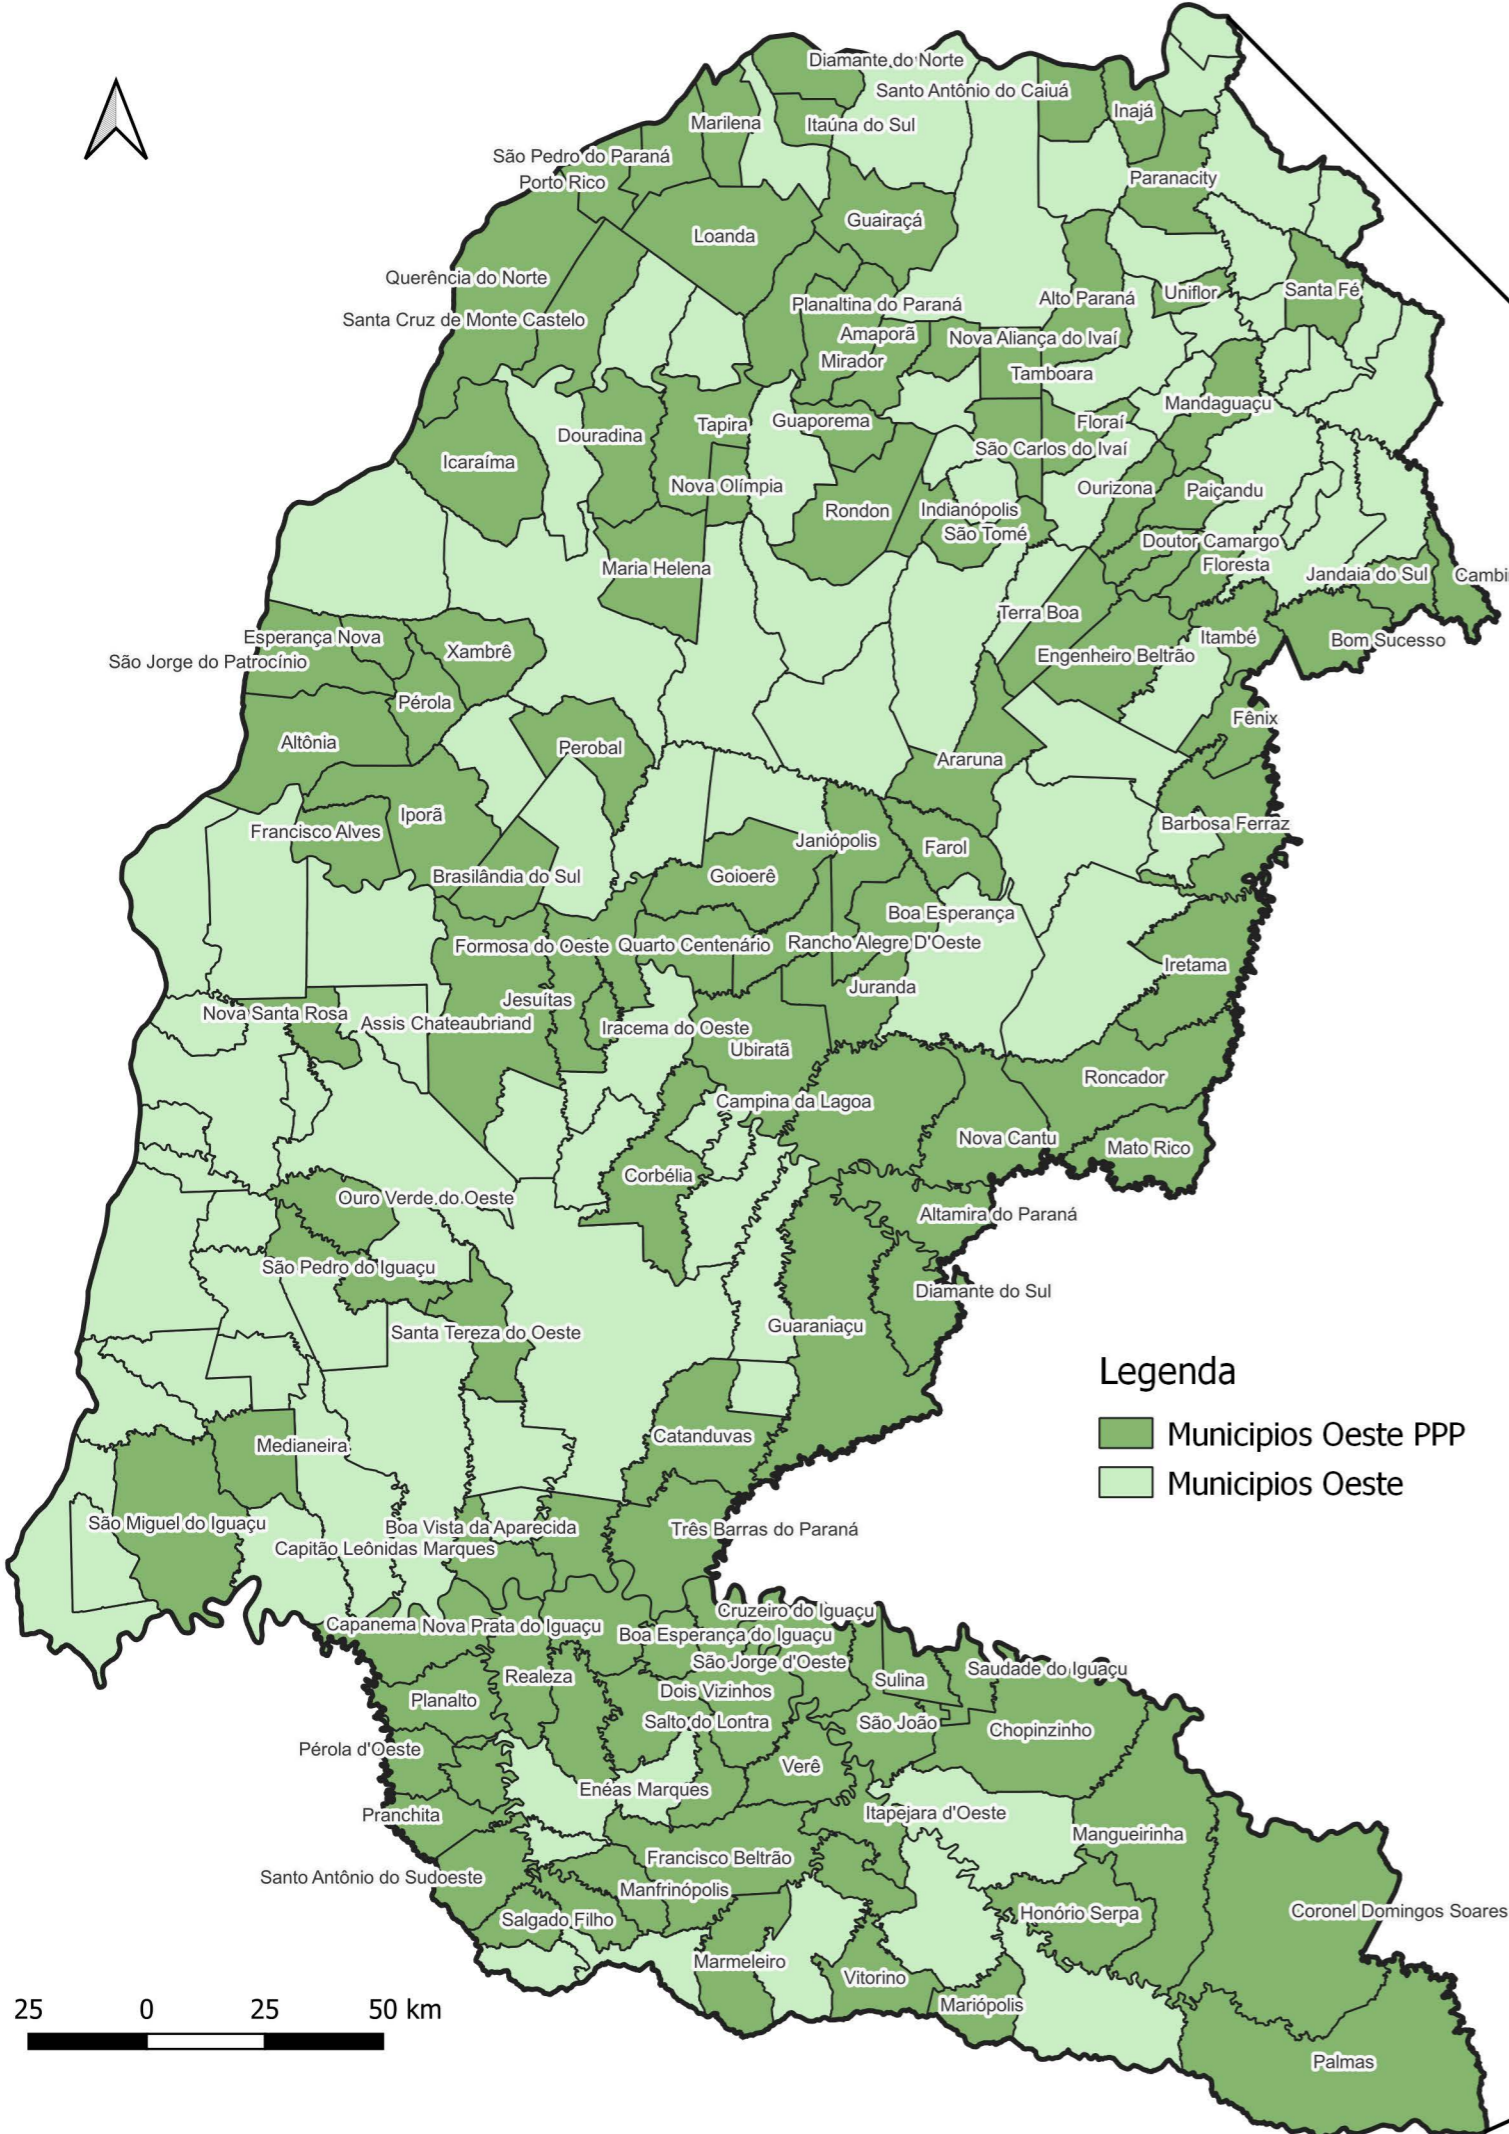 Diamante do Norte
Santo Antônio do Caiuá
Inajá
Marilena
Itaúna do Sul
São Pedro do Paraná
Porto Rico
Paranacity
Guairaçá
Loanda
Querência do Norte
Santa Cruz de Monte Castelo
Planaltina do Paraná
Alto Paraná
Uniflor
Santa Fé
Amaporã
Nova Aliança do Ivaí
Mirador
Tamboara
Mandaguaçu
Tapira
Guaporema
Floraí
Douradina
São Carlos do Ivaí
Icaraíma
Nova Olímpia
Ourizona
Paiçandu
Rondon
Indianópolis
São Tomé
Doutor Camargo
Floresta
Maria Helena
Jandaia do Sul
Cambi
Terra Boa
Esperança Nova
Itambé
Bom Sucesso
São Jorge do Patrocínio
Xambrê
Engenheiro Beltrão
Pérola
Fênix
Altônia
Perobal
Araruna
Iporã
Francisco Alves
Janiópolis
Farol
Barbosa Ferraz
Brasilândia do Sul
Goioerê
Boa Esperança
Formosa do Oeste
Quarto Centenário
Rancho Alegre D'Oeste
Iretama
Juranda
Nova Santa Rosa
Jesuítas
Assis Chateaubriand
Iracema do Oeste
Ubiratã
Roncador
Campina da Lagoa
Nova Cantu
Mato Rico
Corbélia
Ouro Verde do Oeste
Altamira do Paraná
São Pedro do Iguaçu
Diamante do Sul
Guaraniaçu
Santa Tereza do Oeste
Legenda
Municipios Oeste PPP
Municipios Oeste
Medianeira
Catanduvas
São Miguel do Iguaçu
Boa Vista da Aparecida
Três Barras do Paraná
Capitão Leônidas Marques
Cruzeiro do Iguaçu
Capanema
Nova Prata do Iguaçu
Boa Esperança do Iguaçu
São Jorge d'Oeste
Saudade do Iguaçu
Realeza
Sulina
Planalto
Dois Vizinhos
Salto do Lontra
São João
Chopinzinho
Pérola d'Oeste
Verê
Enéas Marques
Pranchita
Itapejara d'Oeste
Mangueirinha
Francisco Beltrão
Santo Antônio do Sudoeste
Manfrinópolis
Coronel Domingos Soares
Salgado Filho
Honório Serpa
Marmeleiro
Vitorino
Mariópolis
25 0 25 50 km
Palmas